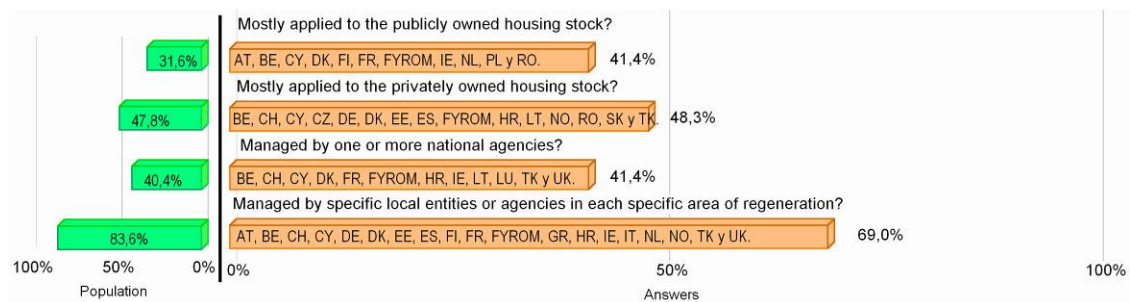 Mostly applied to the publicly owned housing stock?
31,6%
AT, BE, CY, DK, FI, FR, FYROM, IE, NL, PL y RO.
41,4%
Mostly applied to the privately owned housing stock?
47,8%
BE, CH, CY, CZ, DE, DK, EE, ES, FYROM, HR, LT, NO, RO, SK y TK.
48,3%
Managed by one or more national agencies?
40,4%
BE, CH, CY, DK, FR, FYROM, HR, IE, LT, LU, TK y UK.
41,4%
Managed by specific local entities or agencies in each specific area of regeneration?
83,6%
AT, BE, CH, CY, DE, DK, EE, ES, FI, FR, FYROM, GR, HR, IE, IT, NL, NO, TK y UK.
69,0%
100% 50% 0% 0% 50% 100%
Population Answers